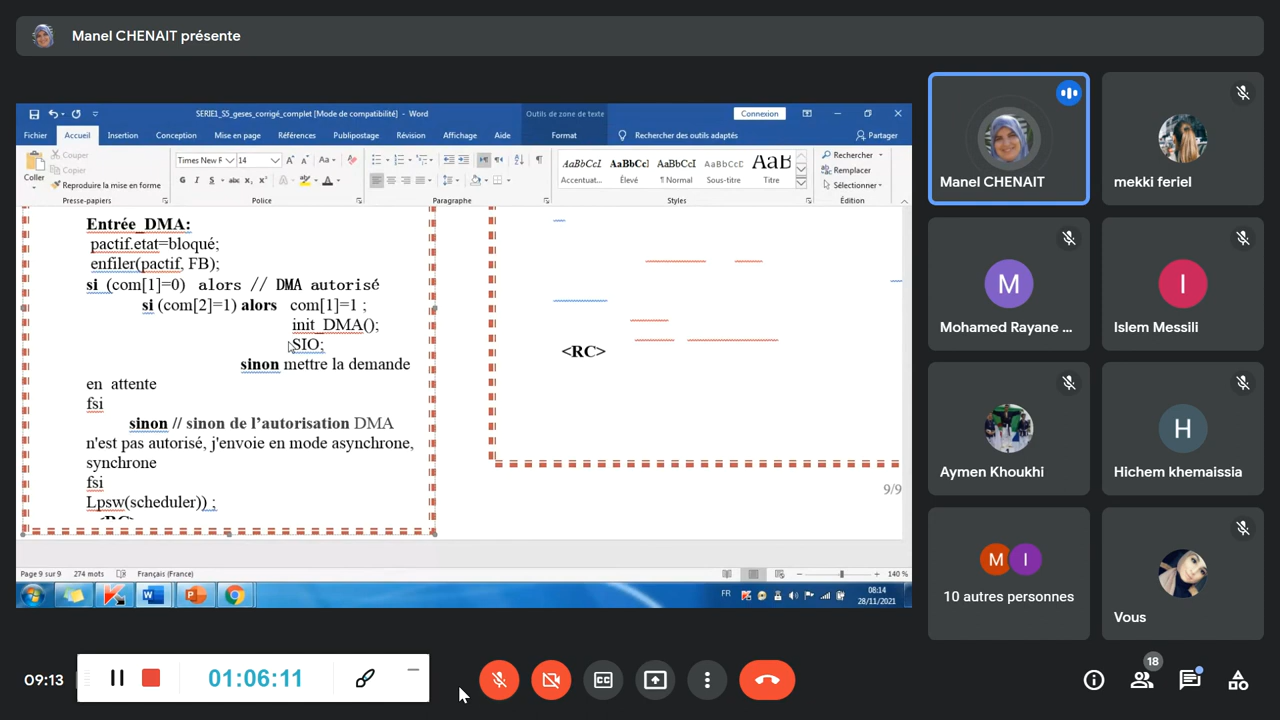 Manel CHENAIT présente
SERIE1_S5_geses_corrigé_complet [Mode de compatibilité] - Word
Outils de zone de texte
Connexion
Fichier Accueil Insertion Conception Mise en page Références Publipostage Révision Affichage Aide Format Rechercher des outils adaptés Partager
Coller
Couper
Copier
Reproduire la mise en forme
Presse-papiers
Times New R 14
G I S abc x₂ x²
Police
Paragraphe
AaBbCcI AaBbCcI AaBbCcI AaBbCcI AaB
Accentuat... Élevé ¶ Normal Sous-titre Titre
Styles
Rechercher
Remplacer
Sélectionner
Édition
Entrée_DMA:
pactif.etat=bloqué;
enfiler(pactif, FB);
si (com[1]=0) alors // DMA autorisé
si (com[2]=1) alors com[1]=1 ;
init_DMA();
SIO;
sinon mettre la demande
en attente
fsi
sinon // sinon de l'autorisation DMA
n'est pas autorisé, j'envoie en mode asynchrone,
synchrone
fsi
Lpsw(scheduler)) ;
<RC>
9/9
Page 9 sur 9 274 mots Français (France) 140 %
FR
08:14
28/11/2021
Manel CHENAIT
mekki feriel
Mohamed Rayane ...
M
Islem Messili
I
Aymen Khoukhi
Hichem khemaissia
H
M I
10 autres personnes
Vous
09:13
01:06:11
18